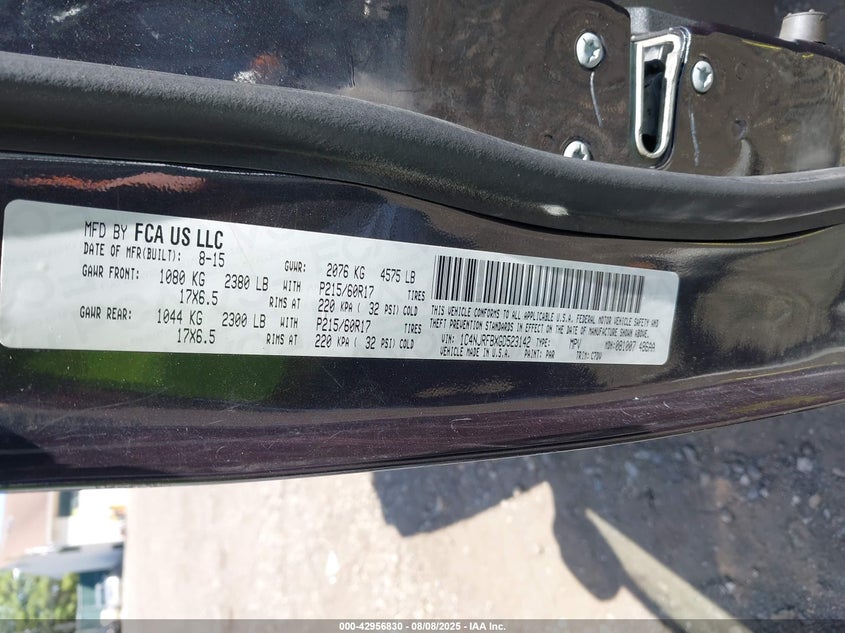 MFD BY FCA US LLC
DATE OF MFR(BUILT): 8-15 GVWR: 2076 KG 4575 LB
GAWR FRONT: 1080 KG 2380 LB WITH P215/60R17 TIRES
17X6.5 RIMS AT 220 KPA ( 32 PSI) COLD
GAWR REAR: 1044 KG 2300 LB WITH P215/60R17 TIRES
17X6.5 RIMS AT 220 KPA ( 32 PSI) COLD
THIS VEHICLE CONFORMS TO ALL APPLICABLE U.S.A. FEDERAL MOTOR VEHICLE SAFETY AND
THEFT PREVENTION STANDARDS IN EFFECT ON THE DATE OF MANUFACTURE SHOWN ABOVE
VIN: 1C4NJRFBXGD523142 TYPE: MPV MDH: 081007 486AA
VEHICLE MADE IN U.S.A. PAINT: PAR TRIM:
000-42956830 - 08/08/2025 - IAA Inc.